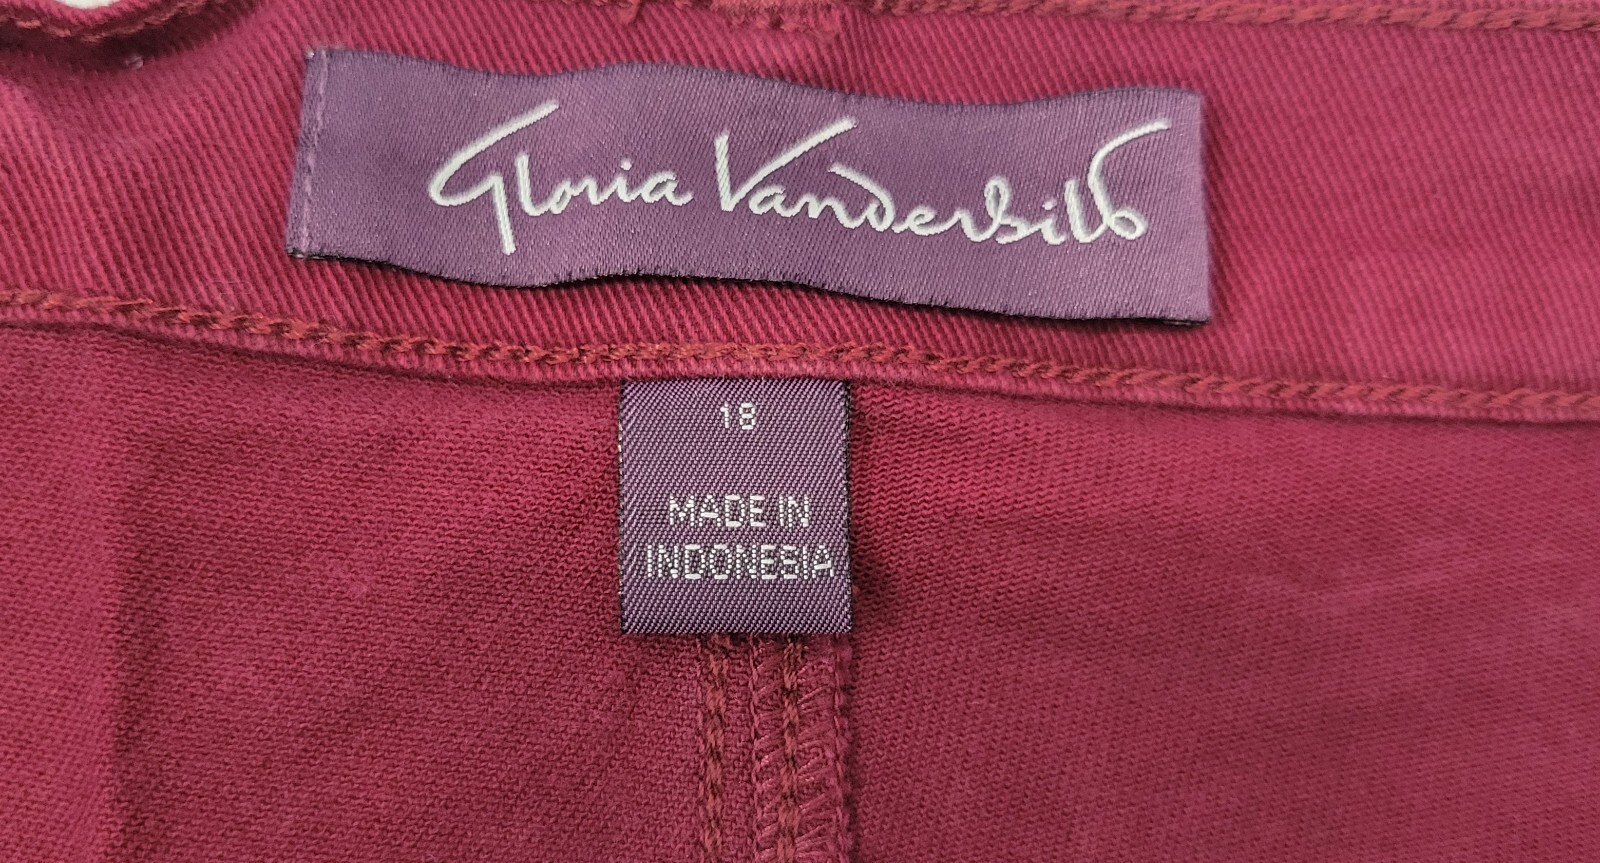 Gloria Vanderbilt
18
MADE IN
INDONESIA